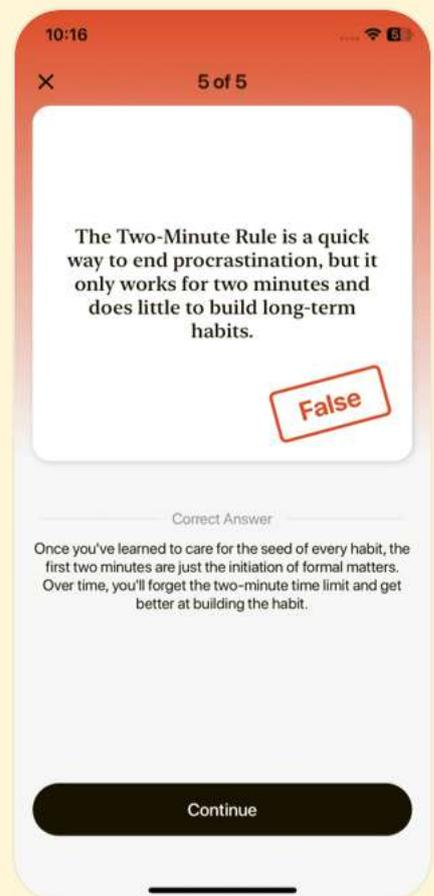 10:16
5
5 of 5
The Two-Minute Rule is a quick
way to end procrastination, but it
only works for two minutes and
does little to build long-term
habits.
False
Correct Answer
Once you've learned to care for the seed of every habit, the
first two minutes are just the initiation of formal matters.
Over time, you'll forget the two-minute time limit and get
better at building the habit.
Continue